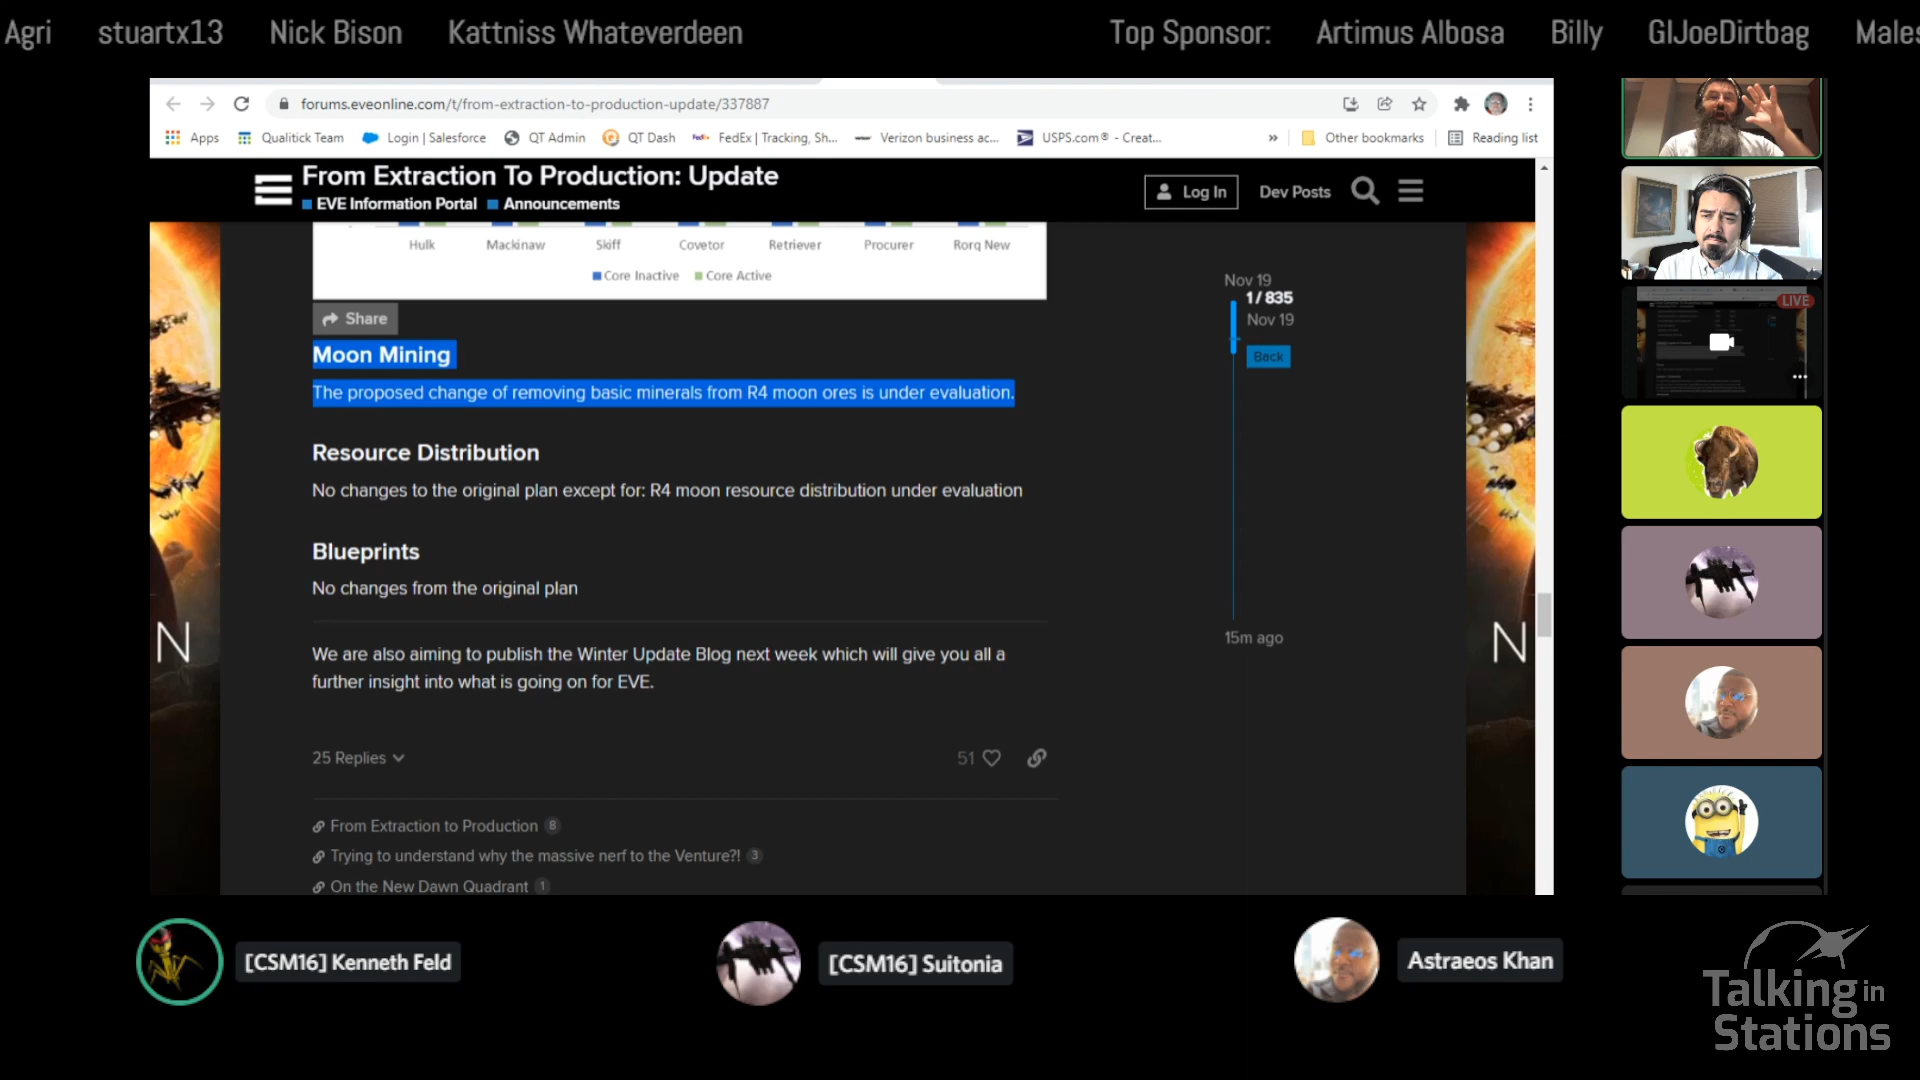 Agri stuartx13 Nick Bison Kattniss Whateverdeen Top Sponsor: Artimus Albosa Billy GIJoeDirtbag Males
forums.eveonline.com/t/from-extraction-to-production-update/337887
Apps Qualitick Team Login | Salesforce QT Admin QT Dash FedEx | Tracking, Sh... Verizon business ac... USPS.com® - Creat... » Other bookmarks Reading list
From Extraction To Production: Update
EVE Information Portal Announcements
Log In Dev Posts
Hulk Mackinaw Skiff Covetor Retriever Procurer Rorq New
Core Inactive Core Active
Share
Moon Mining
The proposed change of removing basic minerals from R4 moon ores is under evaluation.
Resource Distribution
No changes to the original plan except for: R4 moon resource distribution under evaluation
Blueprints
No changes from the original plan
We are also aiming to publish the Winter Update Blog next week which will give you all a
further insight into what is going on for EVE.
25 Replies 51
From Extraction to Production 8
Trying to understand why the massive nerf to the Venture?! 3
On the New Dawn Quadrant 1
Nov 19
1 / 835
Nov 19
Back
15m ago
N
N
LIVE
[CSM16] Kenneth Feld
[CSM16] Suitonia
Astraeos Khan
Talking in
Stations